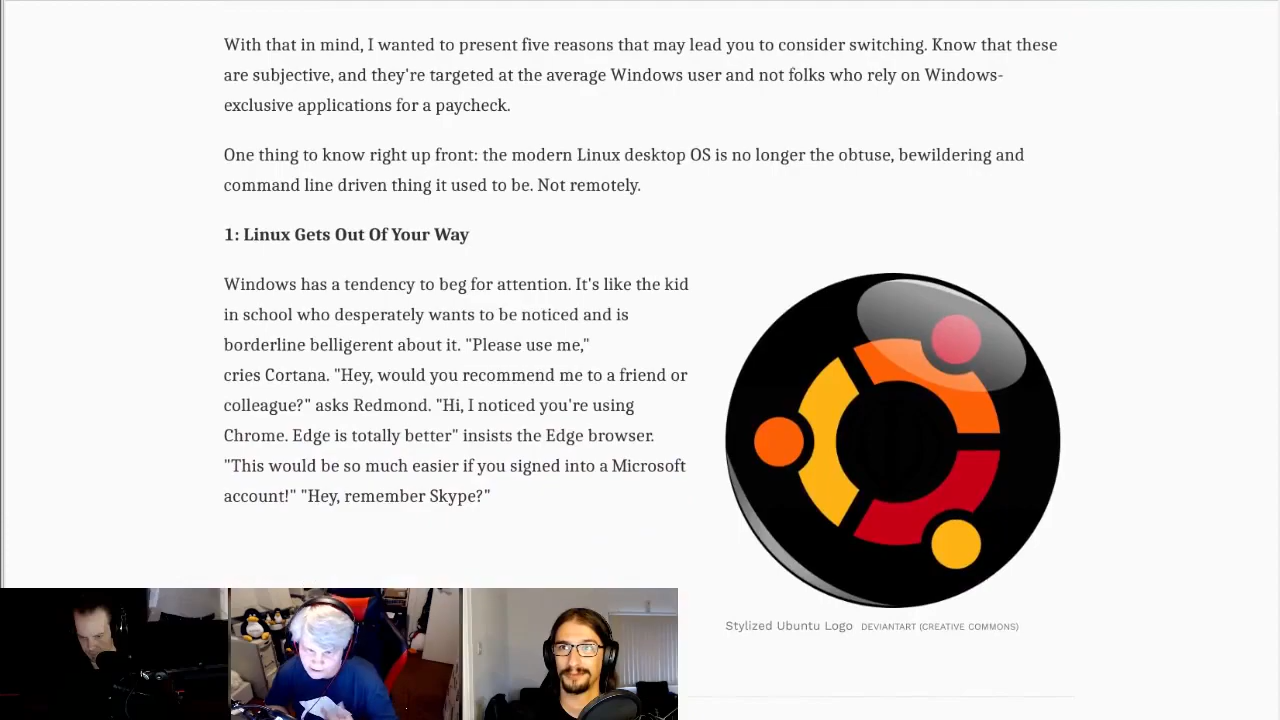 With that in mind, I wanted to present five reasons that may lead you to consider switching. Know that these
are subjective, and they're targeted at the average Windows user and not folks who rely on Windows-
exclusive applications for a paycheck.
One thing to know right up front: the modern Linux desktop OS is no longer the obtuse, bewildering and
command line driven thing it used to be. Not remotely.
1: Linux Gets Out Of Your Way
Windows has a tendency to beg for attention. It's like the kid
in school who desperately wants to be noticed and is
borderline belligerent about it. "Please use me,"
cries Cortana. "Hey, would you recommend me to a friend or
colleague?" asks Redmond. "Hi, I noticed you're using
Chrome. Edge is totally better" insists the Edge browser.
"This would be so much easier if you signed into a Microsoft
account!" "Hey, remember Skype?"
Stylized Ubuntu Logo DEVIANTART (CREATIVE COMMONS)